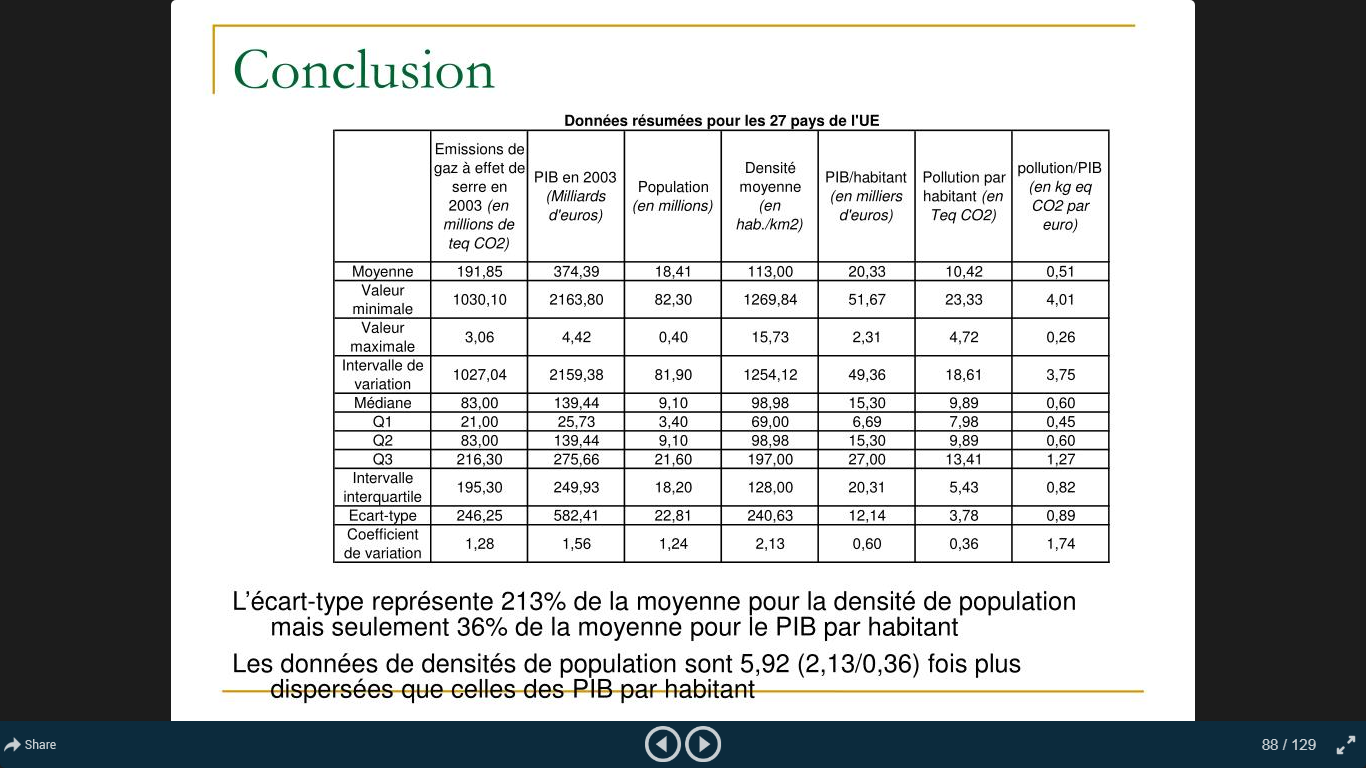 Conclusion
Données résumées pour les 27 pays de l'UE
Emissions de
gaz à effet de
serre en
2003 (en
millions de
teq CO2)
PIB en 2003
(Milliards
d'euros)
Population
(en millions)
Densité
moyenne
(en
hab./km2)
PIB/habitant
(en milliers
d'euros)
Pollution par
habitant (en
Teq CO2)
pollution/PIB
(en kg eq
CO2 par
euro)
Moyenne 191,85 374,39 18,41 113,00 20,33 10,42 0,51
Valeur
minimale 1030,10 2163,80 82,30 1269,84 51,67 23,33 4,01
Valeur
maximale 3,06 4,42 0,40 15,73 2,31 4,72 0,26
Intervalle de
variation 1027,04 2159,38 81,90 1254,12 49,36 18,61 3,75
Médiane 83,00 139,44 9,10 98,98 15,30 9,89 0,60
Q1 21,00 25,73 3,40 69,00 6,69 7,98 0,45
Q2 83,00 139,44 9,10 98,98 15,30 9,89 0,60
Q3 216,30 275,66 21,60 197,00 27,00 13,41 1,27
Intervalle
interquartile 195,30 249,93 18,20 128,00 20,31 5,43 0,82
Ecart-type 246,25 582,41 22,81 240,63 12,14 3,78 0,89
Coefficient
de variation 1,28 1,56 1,24 2,13 0,60 0,36 1,74
L'écart-type représente 213% de la moyenne pour la densité de population
mais seulement 36% de la moyenne pour le PIB par habitant
Les données de densités de population sont 5,92 (2,13/0,36) fois plus
dispersées que celles des PIB par habitant
Share
88 / 129